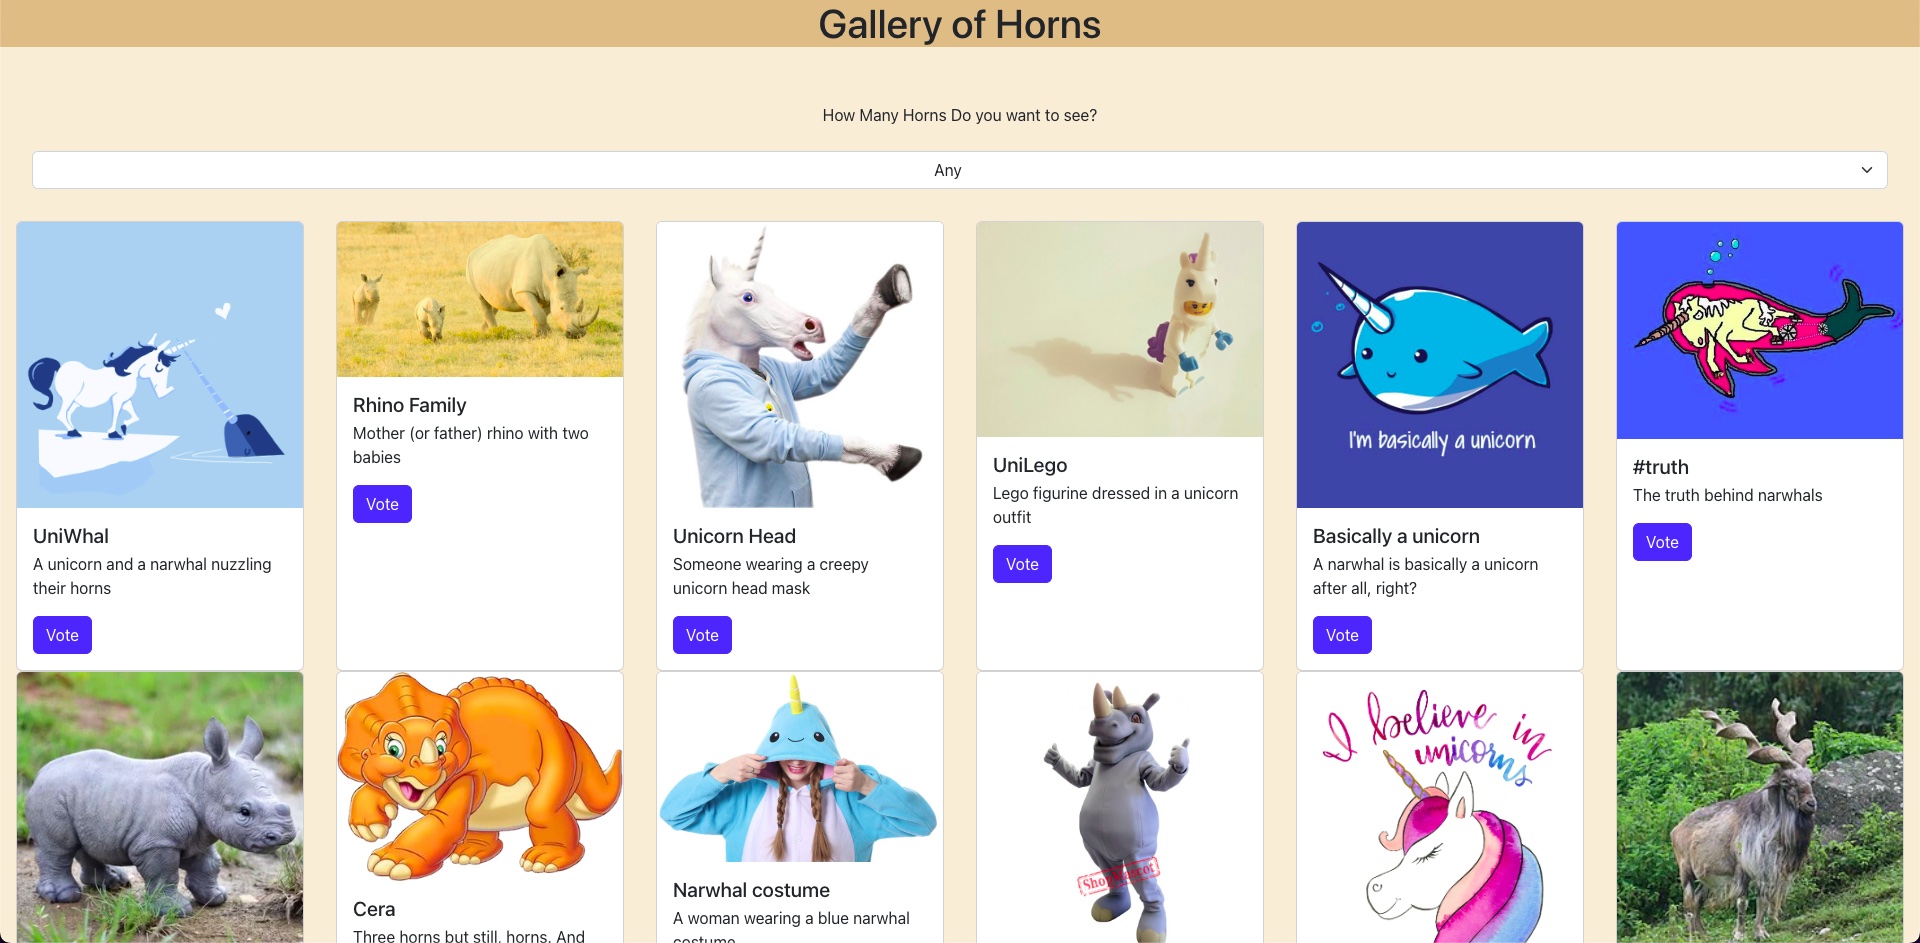 Gallery of Horns
How Many Horns Do you want to see?
Any
I'm basically a unicorn
UniWhal
A unicorn and a narwhal nuzzling
their horns
Vote
Rhino Family
Mother (or father) rhino with two
babies
Vote
Unicorn Head
Someone wearing a creepy
unicorn head mask
Vote
UniLego
Lego figurine dressed in a unicorn
outfit
Vote
Basically a unicorn
A narwhal is basically a unicorn
after all, right?
Vote
#truth
The truth behind narwhals
Vote
Cera
Three horns but still, horns. And
Narwhal costume
A woman wearing a blue narwhal
costume
ShopMascot
I believe in
unicorns